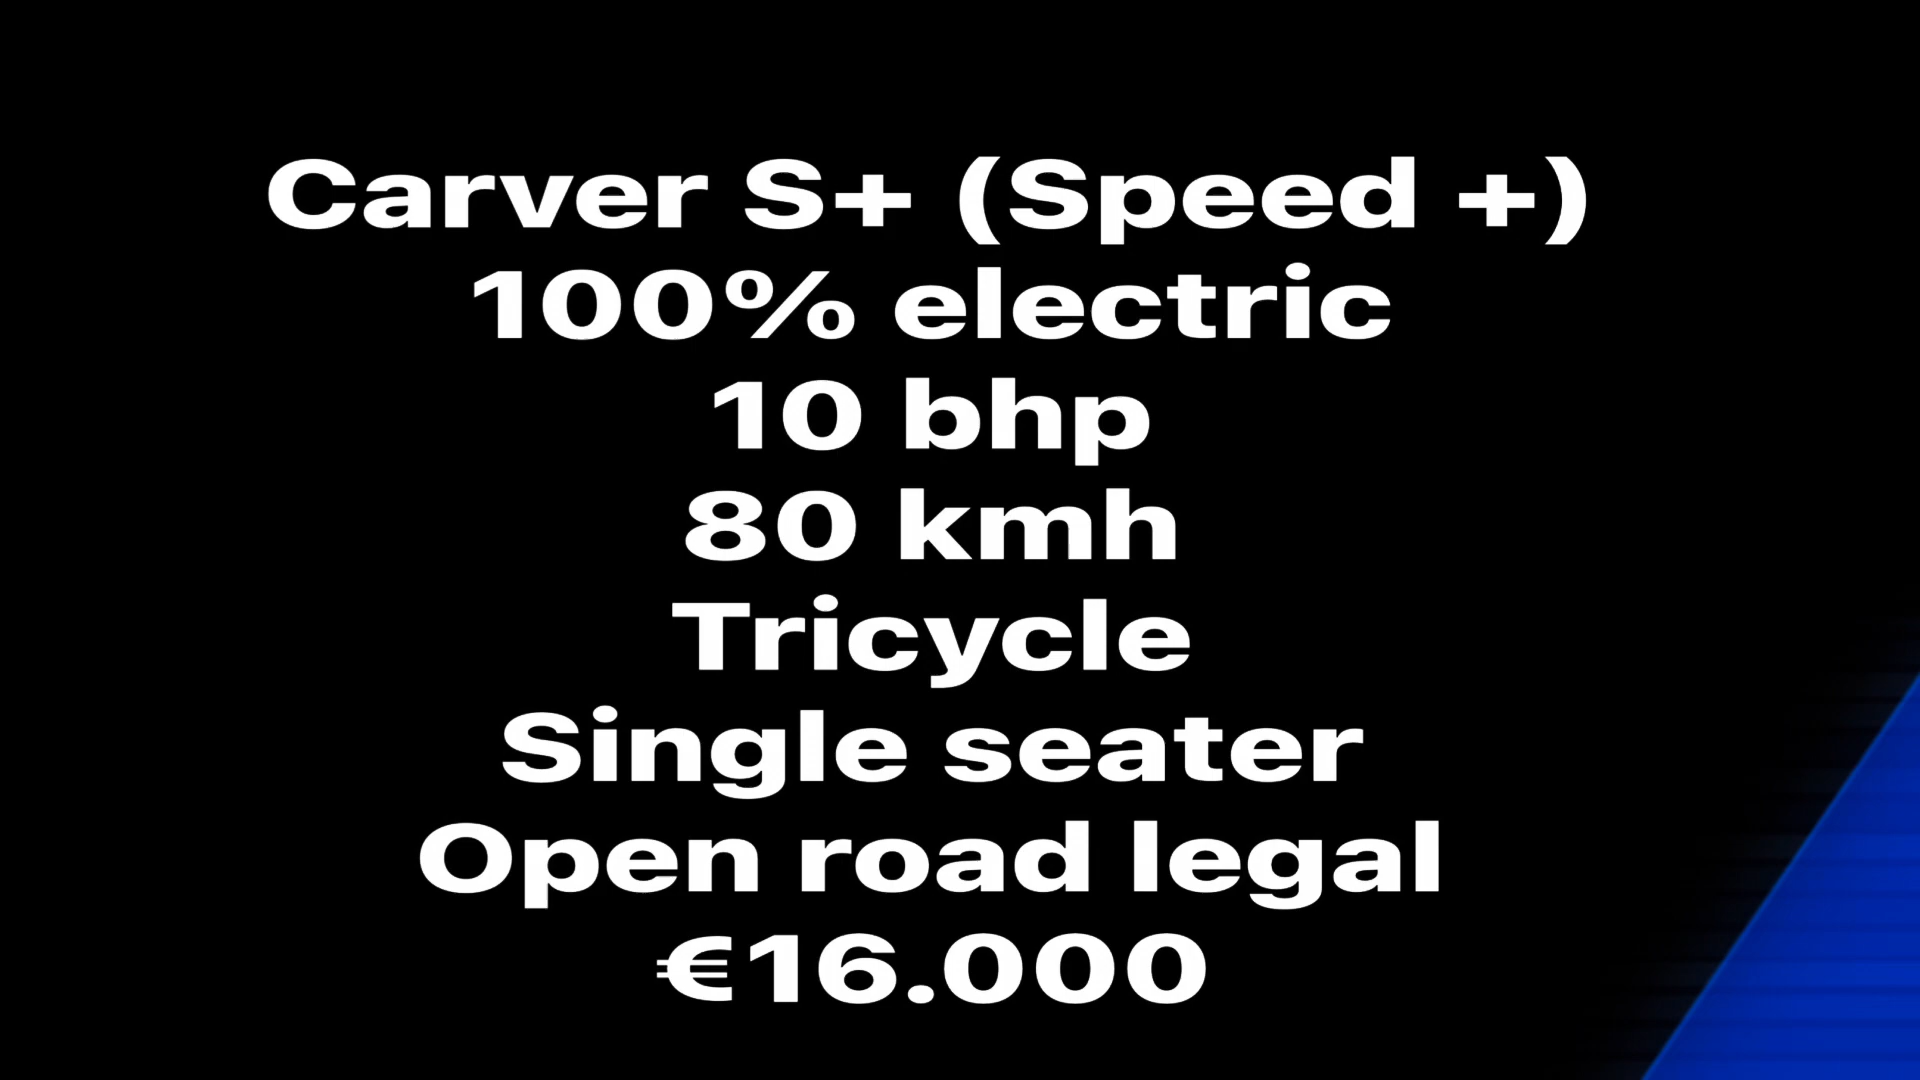 Carver S+ (Speed +)
100% electric
10 bhp
80 kmh
Tricycle
Single seater
Open road legal
€16.000